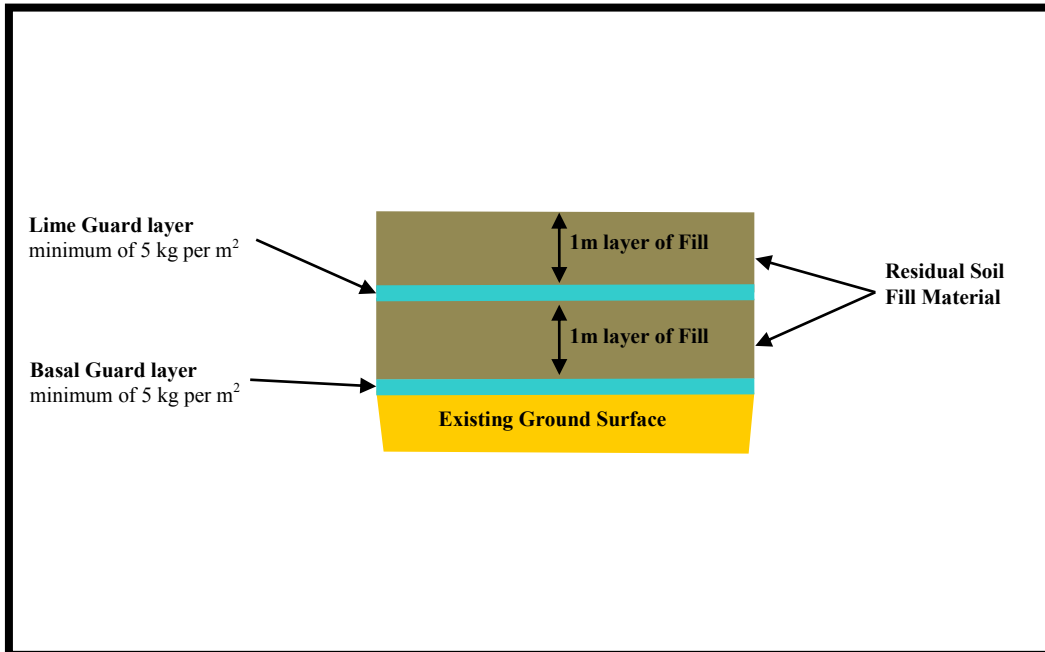 Lime Guard layer
minimum of 5 kg per m²
1m layer of Fill
Residual Soil
Fill Material
1m layer of Fill
Basal Guard layer
minimum of 5 kg per m²
Existing Ground Surface